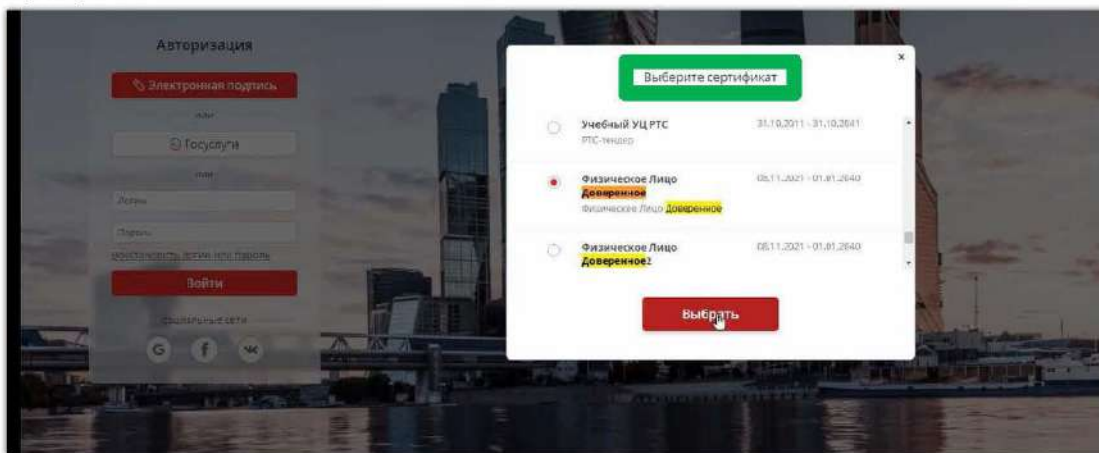 Авторизация
Электронная подпись
или
Госуслуги
или
Логин
Пароль
восстановить логин или пароль
Войти
Социальные сети
G f
Выберите сертификат
Учебный УЦ РТС 31.10.2011 - 31.10.2041
РТС-тендер
Физическое Лицо 08.11.2021 - 01.01.2040
Доверенное
Физическое Лицо Доверенное
Физическое Лицо 08.11.2021 - 01.01.2040
Доверенное2
Выбрать